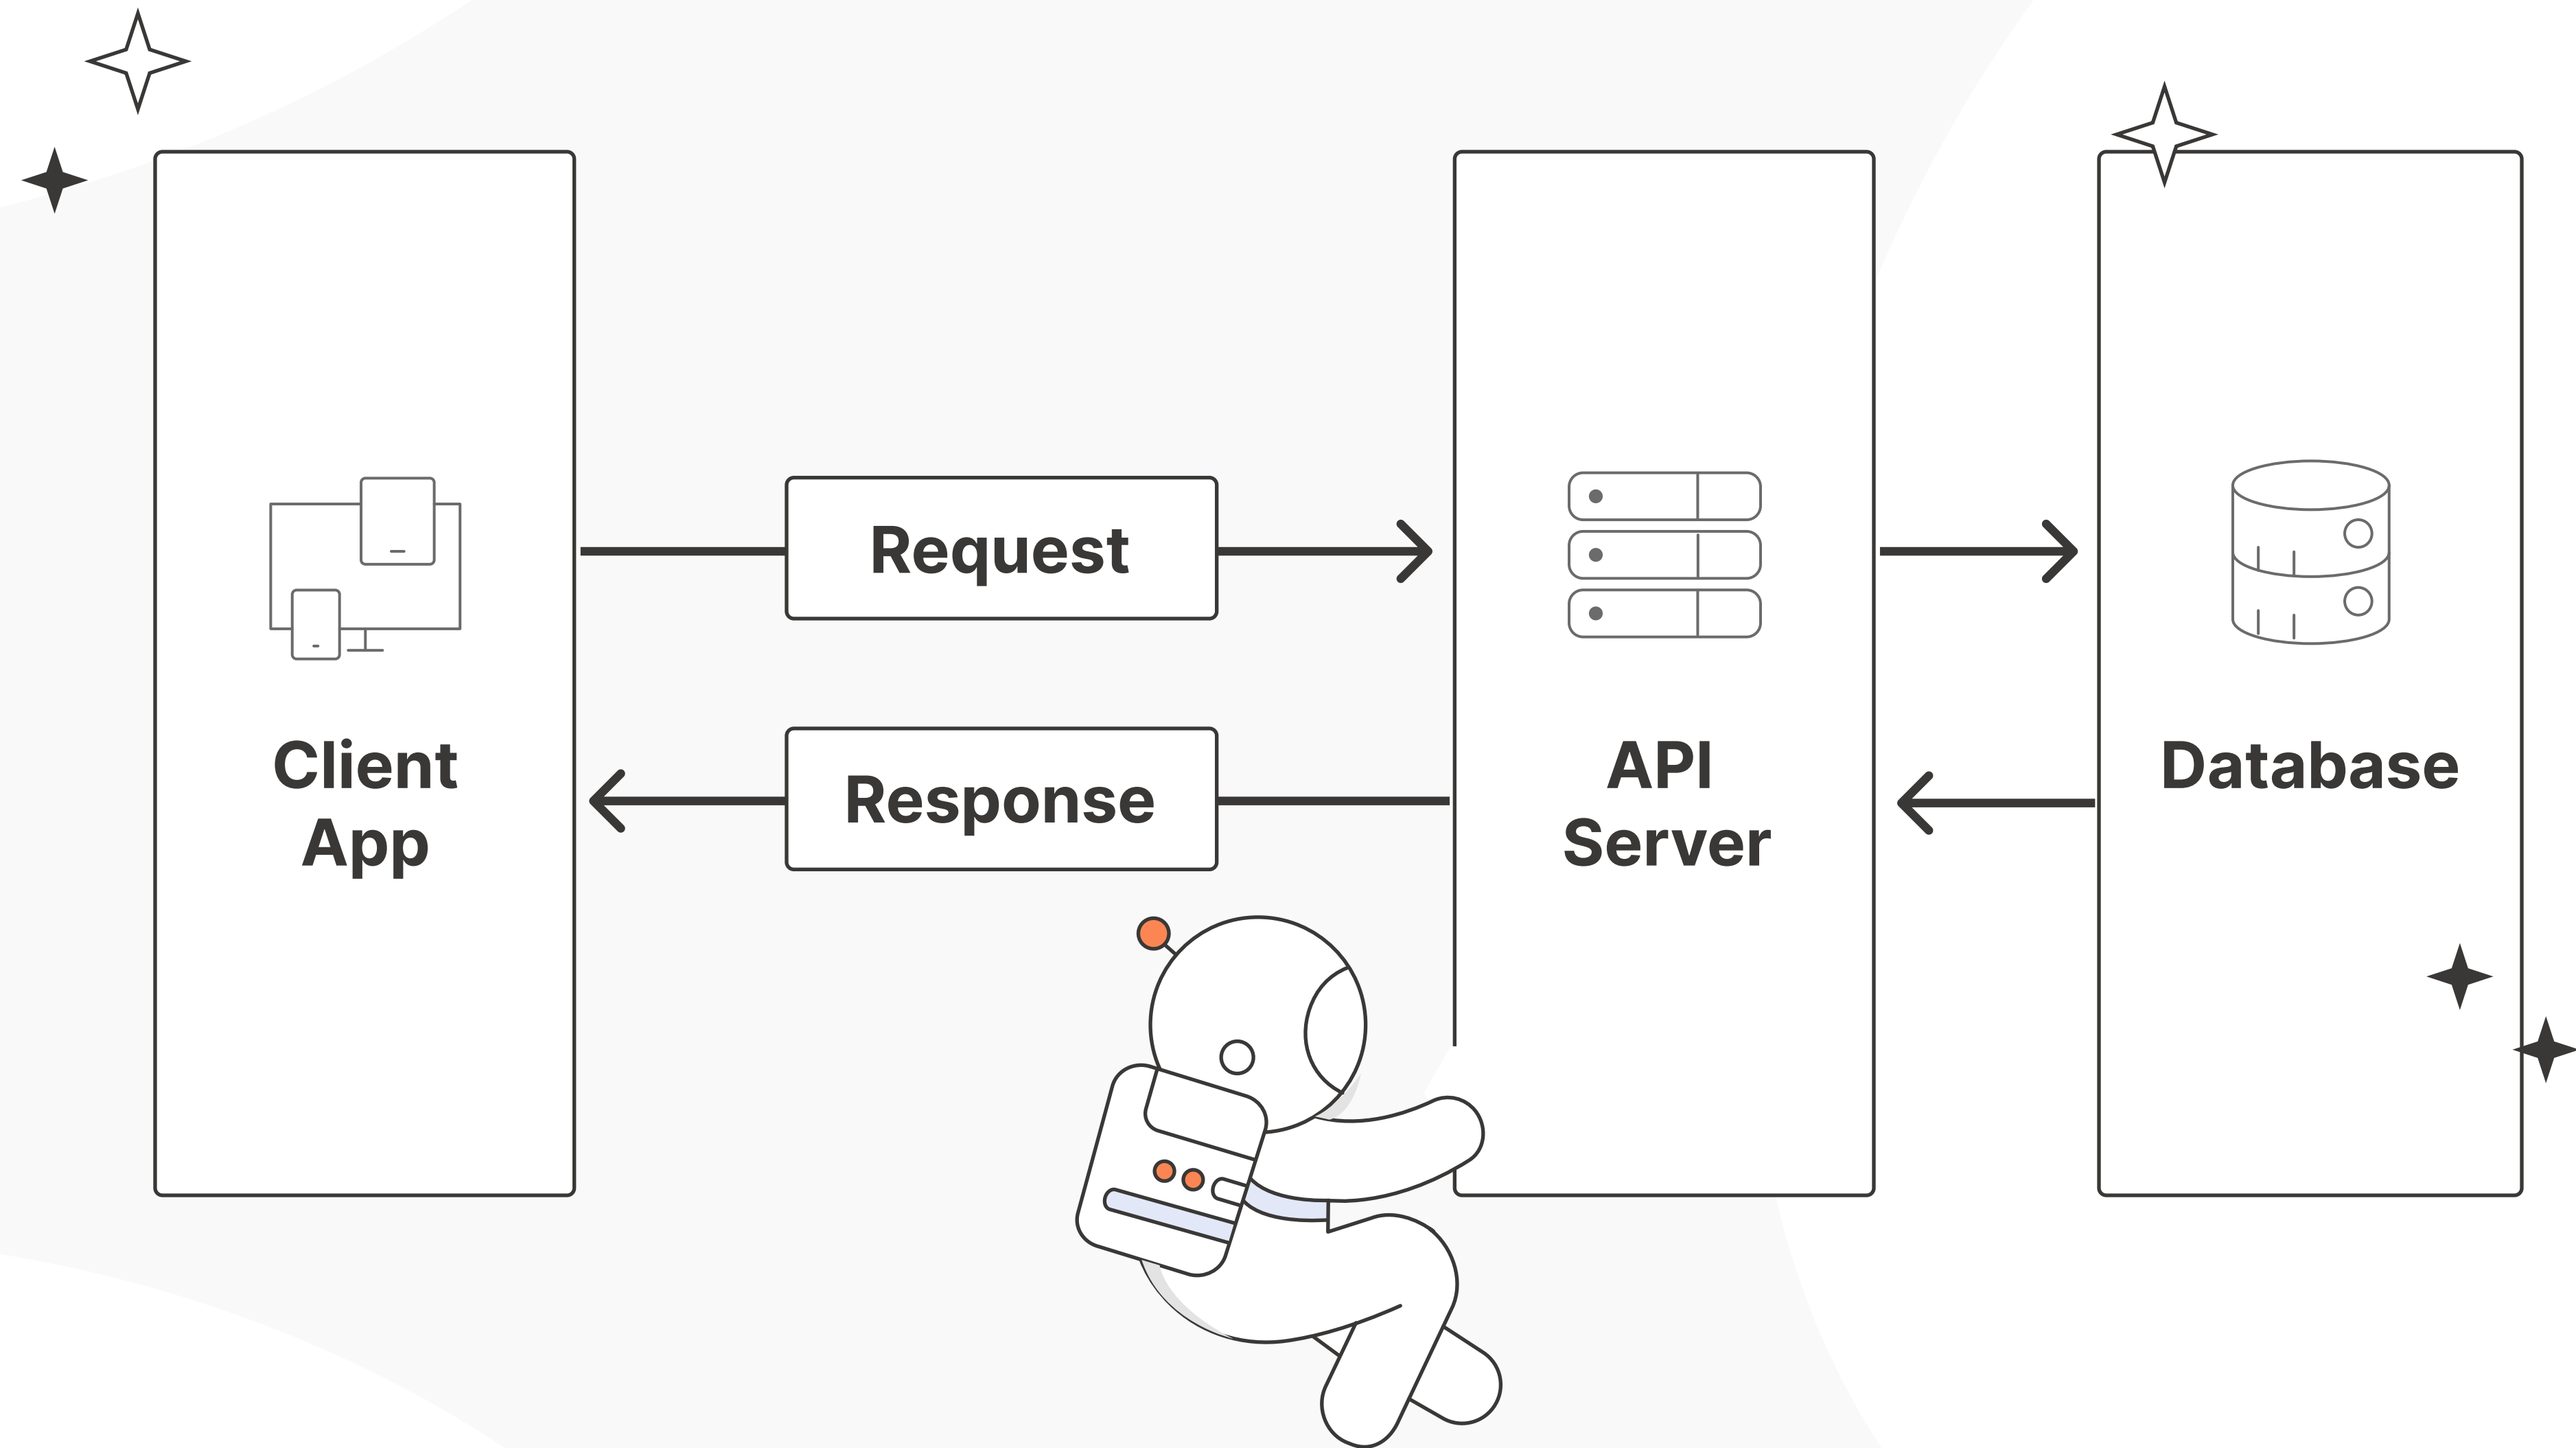 Client
App
Request
Response
API
Server
Database